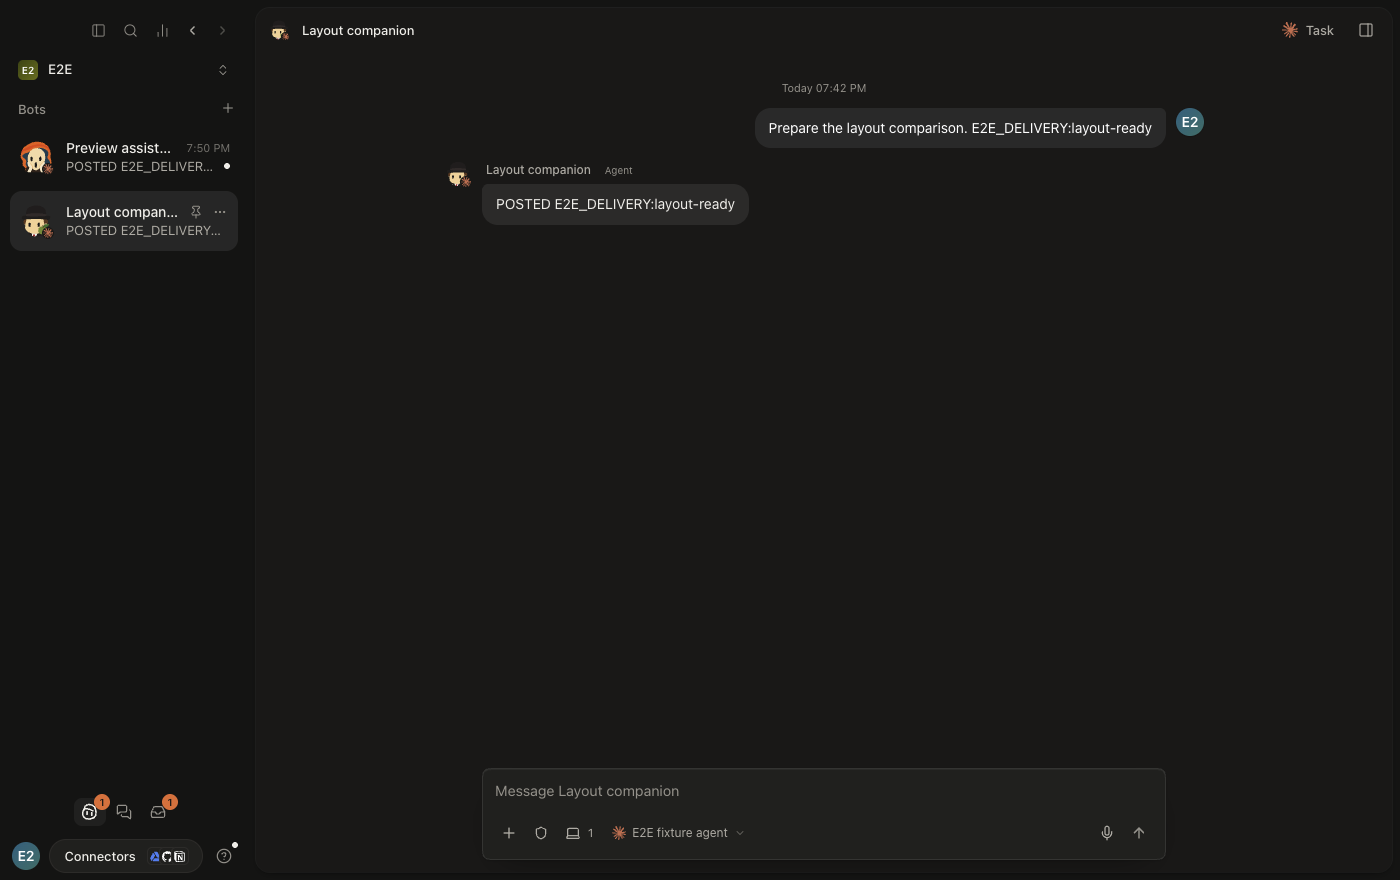 E2 E2E
Bots
Preview assist... 7:50 PM
POSTED E2E_DELIVER...
Layout compan...
POSTED E2E_DELIVERY...
1
1
E2 Connectors
Layout companion
Task
Today 07:42 PM
Prepare the layout comparison. E2E_DELIVERY:layout-ready
E2
Layout companion Agent
POSTED E2E_DELIVERY:layout-ready
Message Layout companion
1 E2E fixture agent